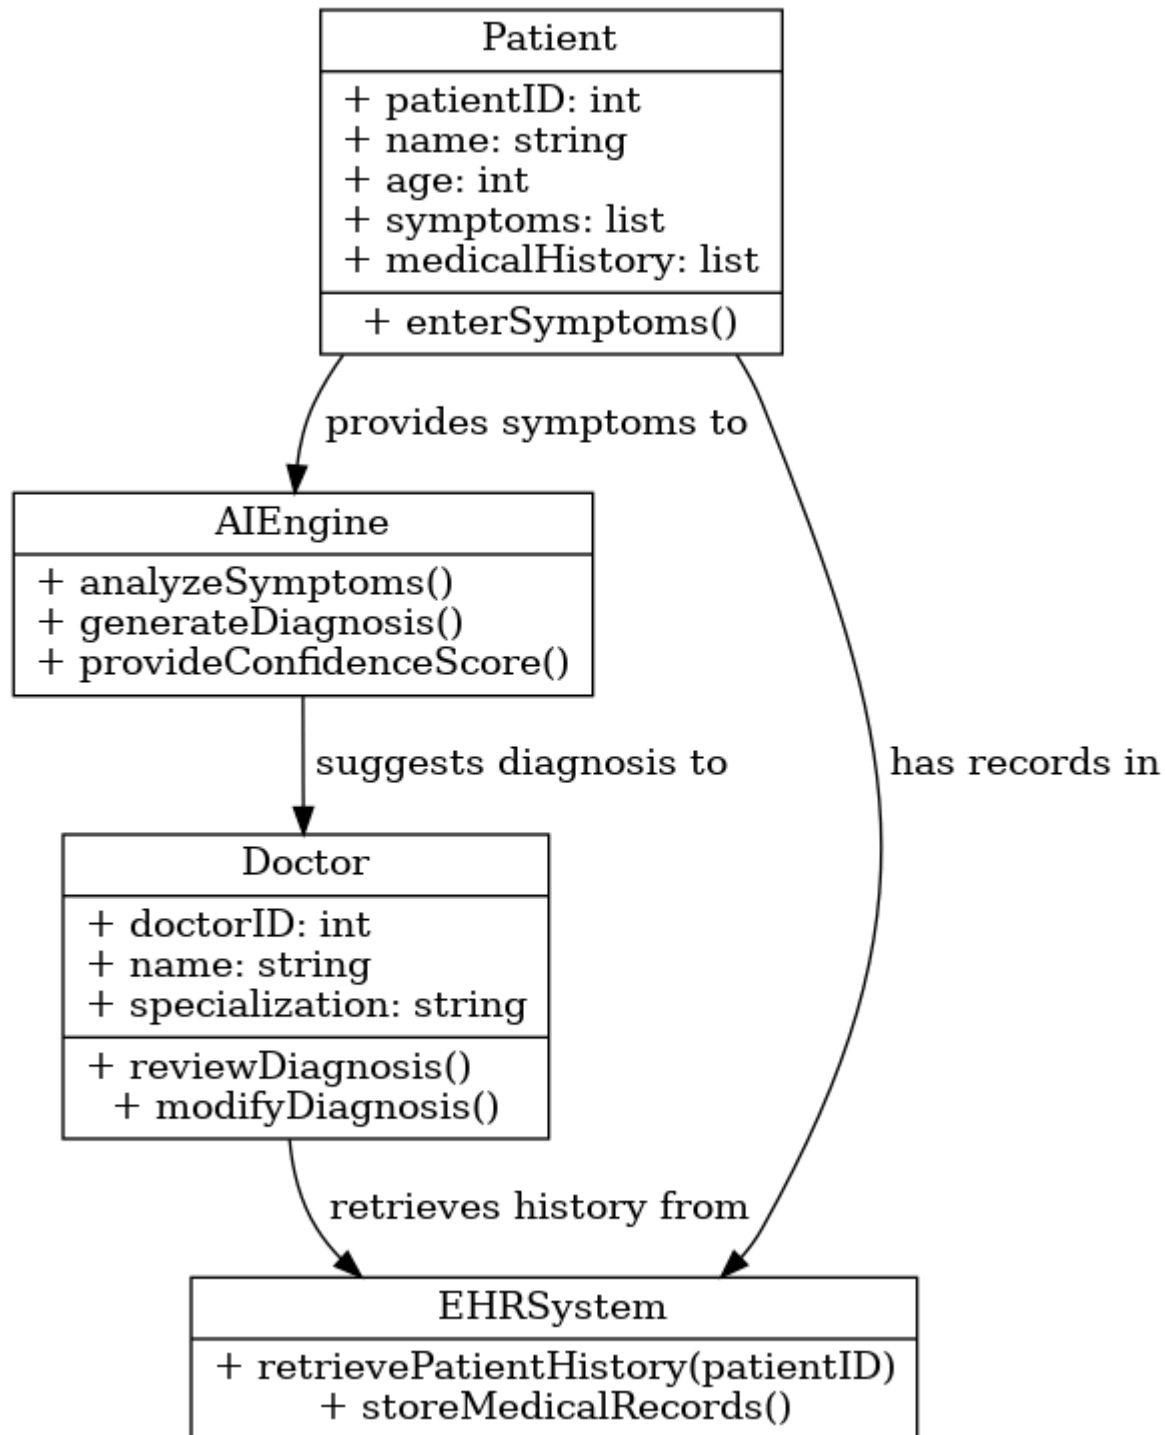 Patient
+ patientID: int
+ name: string
+ age: int
+ symptoms: list
+ medicalHistory: list
+ enterSymptoms()
provides symptoms to
AIEngine
+ analyzeSymptoms()
+ generateDiagnosis()
+ provideConfidenceScore()
suggests diagnosis to
has records in
Doctor
+ doctorID: int
+ name: string
+ specialization: string
+ reviewDiagnosis()
+ modifyDiagnosis()
retrieves history from
EHRSystem
+ retrievePatientHistory(patientID)
+ storeMedicalRecords()